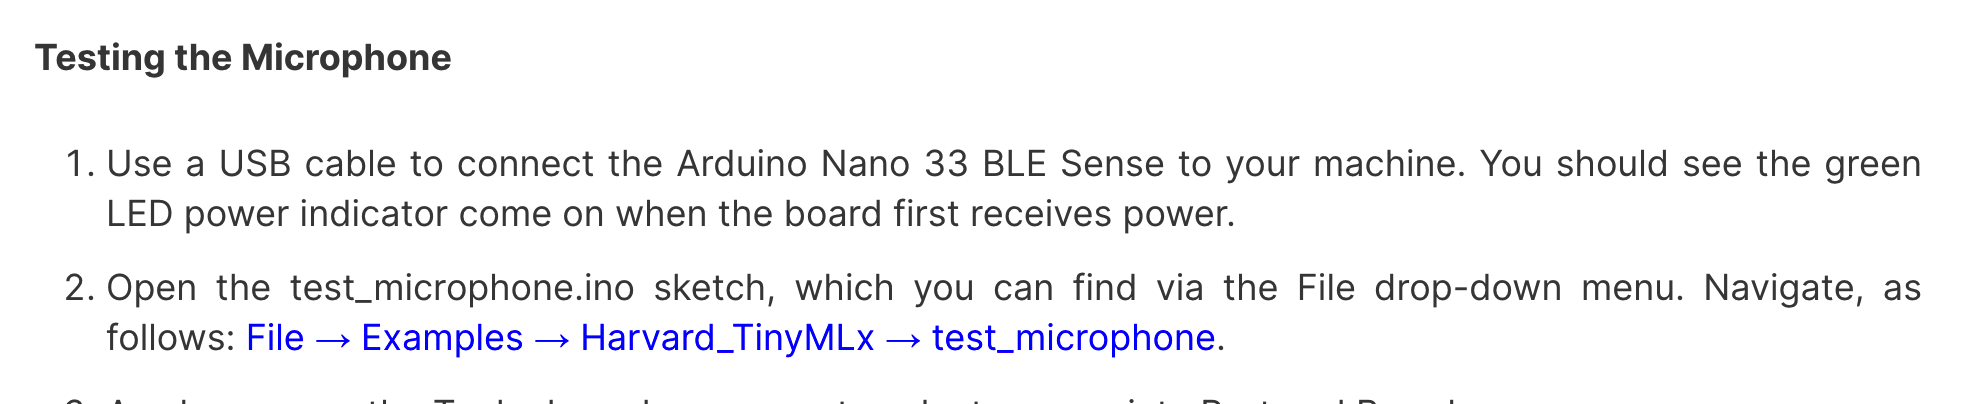 Testing the Microphone
1. Use a USB cable to connect the Arduino Nano 33 BLE Sense to your machine. You should see the green
LED power indicator come on when the board first receives power.
2. Open the test_microphone.ino sketch, which you can find via the File drop-down menu. Navigate, as
follows: File → Examples → Harvard_TinyMLx → test_microphone.